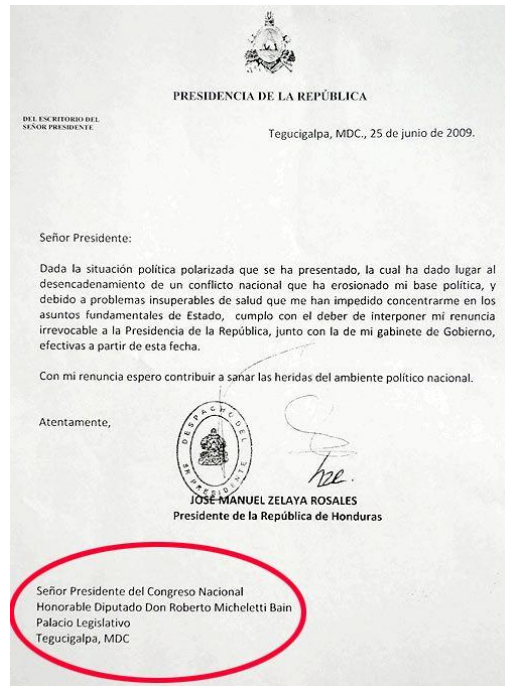 PRESIDENCIA DE LA REPÚBLICA
DEL ESCRITORIO DEL
SEÑOR PRESIDENTE
Tegucigalpa, MDC., 25 de junio de 2009.
Señor Presidente:
Dada la situación política polarizada que se ha presentado, la cual ha dado lugar al
desencadenamiento de un conflicto nacional que ha erosionado mi base política, y
debido a problemas insuperables de salud que me han impedido concentrarme en los
asuntos fundamentales de Estado, cumplo con el deber de interponer mi renuncia
irrevocable a la Presidencia de la República, junto con la de mi gabinete de Gobierno,
efectivas a partir de esta fecha.
Con mi renuncia espero contribuir a sanar las heridas del ambiente político nacional.
Atentamente,
DESPACHO DEL
SR PRESIDENTE
JOSÉ MANUEL ZELAYA ROSALES
Presidente de la República de Honduras
Señor Presidente del Congreso Nacional
Honorable Diputado Don Roberto Micheletti Bain
Palacio Legislativo
Tegucigalpa, MDC